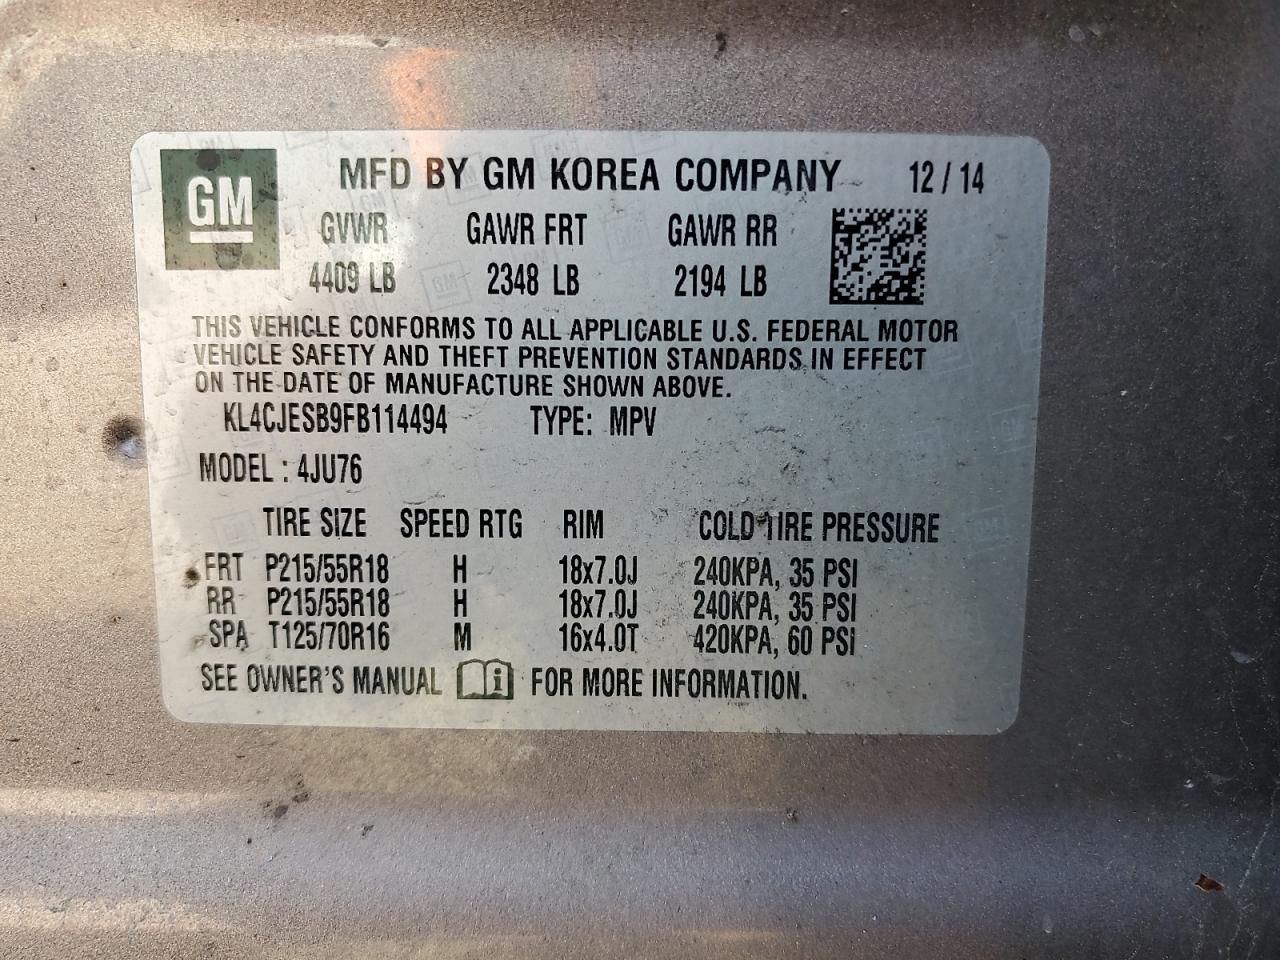 GM
MFD BY GM KOREA COMPANY 12 / 14
GVWR GAWR FRT GAWR RR
4409 LB 2348 LB 2194 LB
THIS VEHICLE CONFORMS TO ALL APPLICABLE U.S. FEDERAL MOTOR
VEHICLE SAFETY AND THEFT PREVENTION STANDARDS IN EFFECT
ON THE DATE OF MANUFACTURE SHOWN ABOVE.
KL4CJESB9FB114494 TYPE: MPV
MODEL : 4JU76
TIRE SIZE SPEED RTG RIM COLD TIRE PRESSURE
FRT P215/55R18 H 18x7.0J 240KPA, 35 PSI
RR P215/55R18 H 18x7.0J 240KPA, 35 PSI
SPA T125/70R16 M 16x4.0T 420KPA, 60 PSI
SEE OWNER'S MANUAL i FOR MORE INFORMATION.